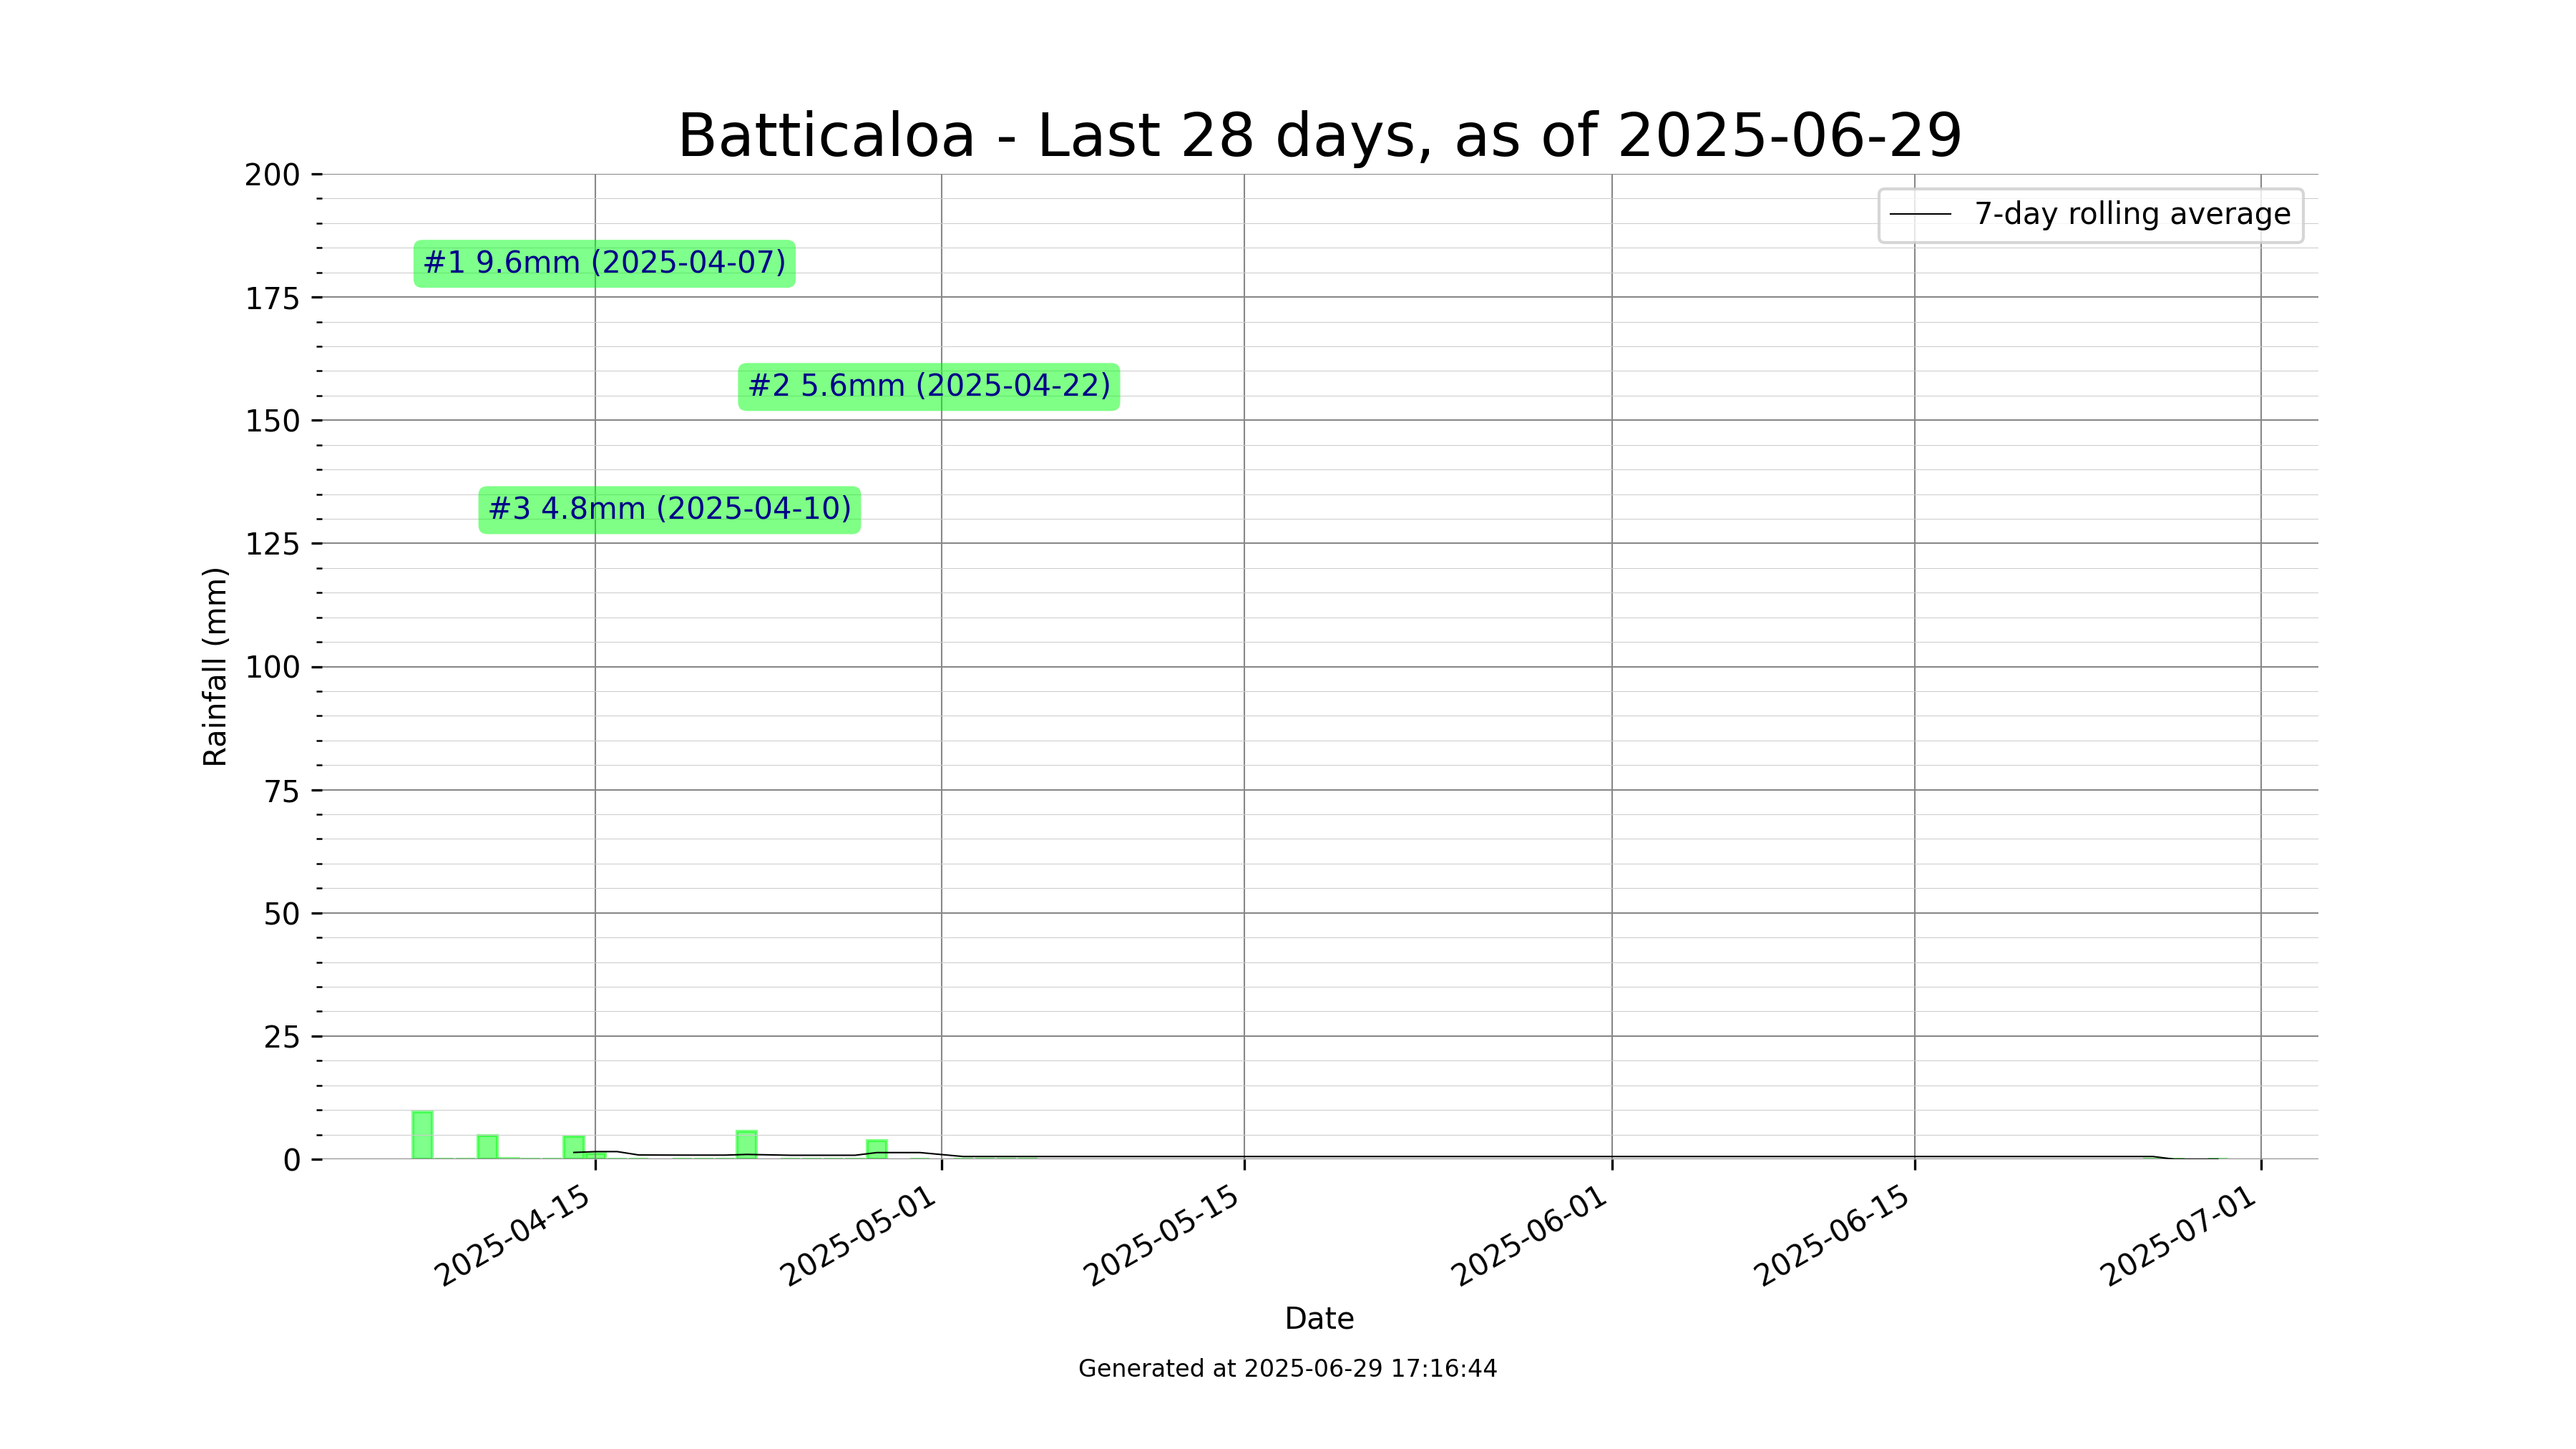 Batticaloa - Last 28 days, as of 2025-06-29
200
175
150
125
100
75
50
25
0
Rainfall (mm)
7-day rolling average
#1 9.6mm (2025-04-07)
#2 5.6mm (2025-04-22)
#3 4.8mm (2025-04-10)
2025-04-15
2025-05-01
2025-05-15
2025-06-01
2025-06-15
2025-07-01
Date
Generated at 2025-06-29 17:16:44